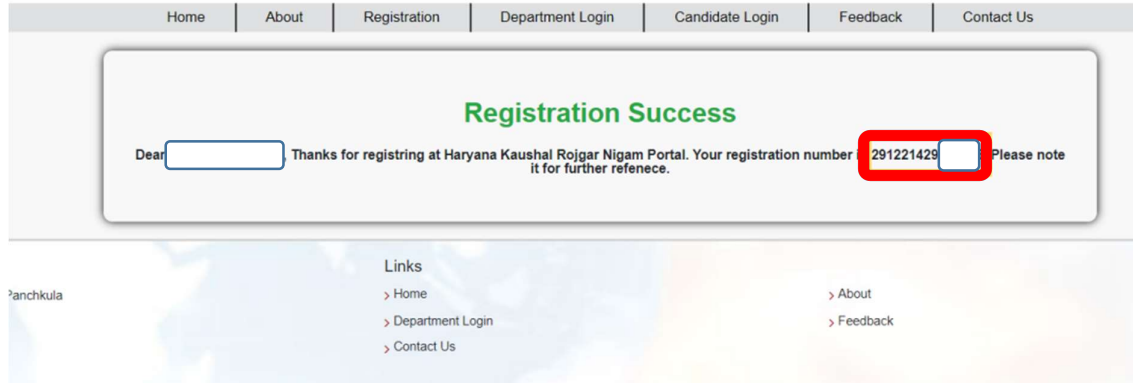 Home About Registration Department Login Candidate Login Feedback Contact Us
Registration Success
Dear , Thanks for registring at Haryana Kaushal Rojgar Nigam Portal. Your registration number i 291221429 Please note
it for further refenece.
Links
Panchkula > Home > About
> Department Login > Feedback
> Contact Us